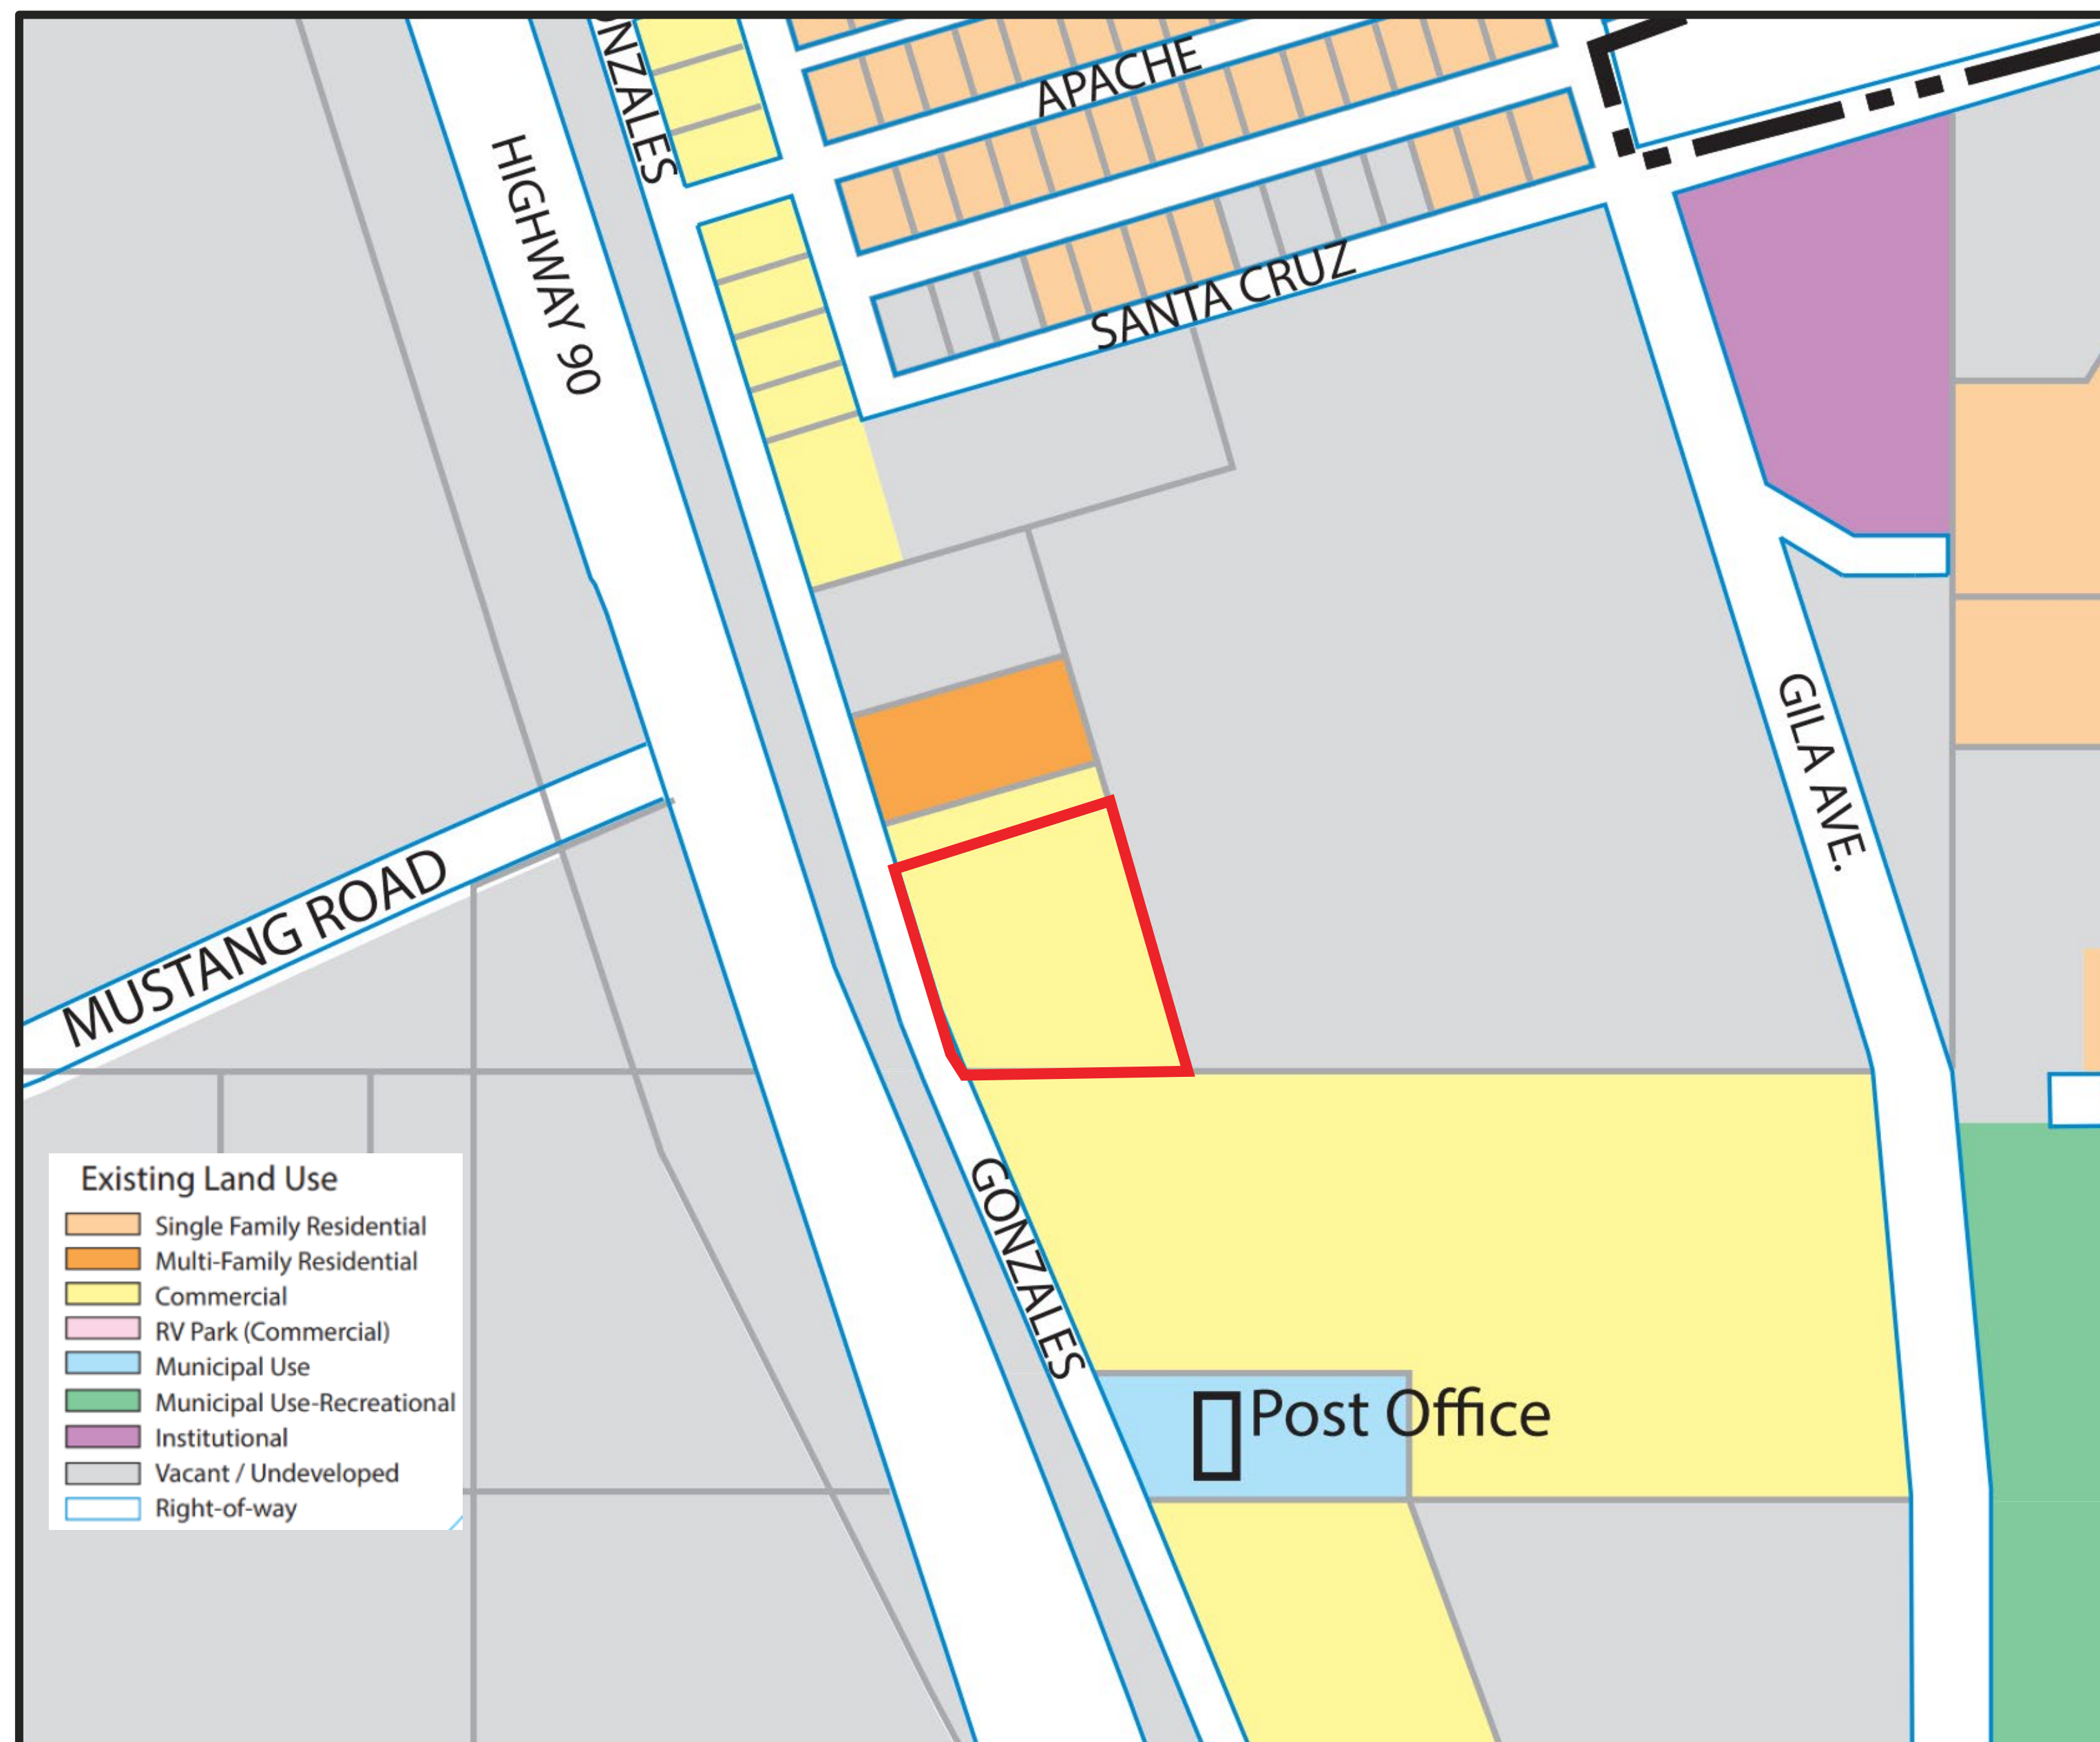 NZALES
APACHE
HIGHWAY 90
SANTA CRUZ
GILA AVE.
MUSTANG ROAD
GONZALES
Post Office
Existing Land Use
Single Family Residential
Multi-Family Residential
Commercial
RV Park (Commercial)
Municipal Use
Municipal Use-Recreational
Institutional
Vacant / Undeveloped
Right-of-way